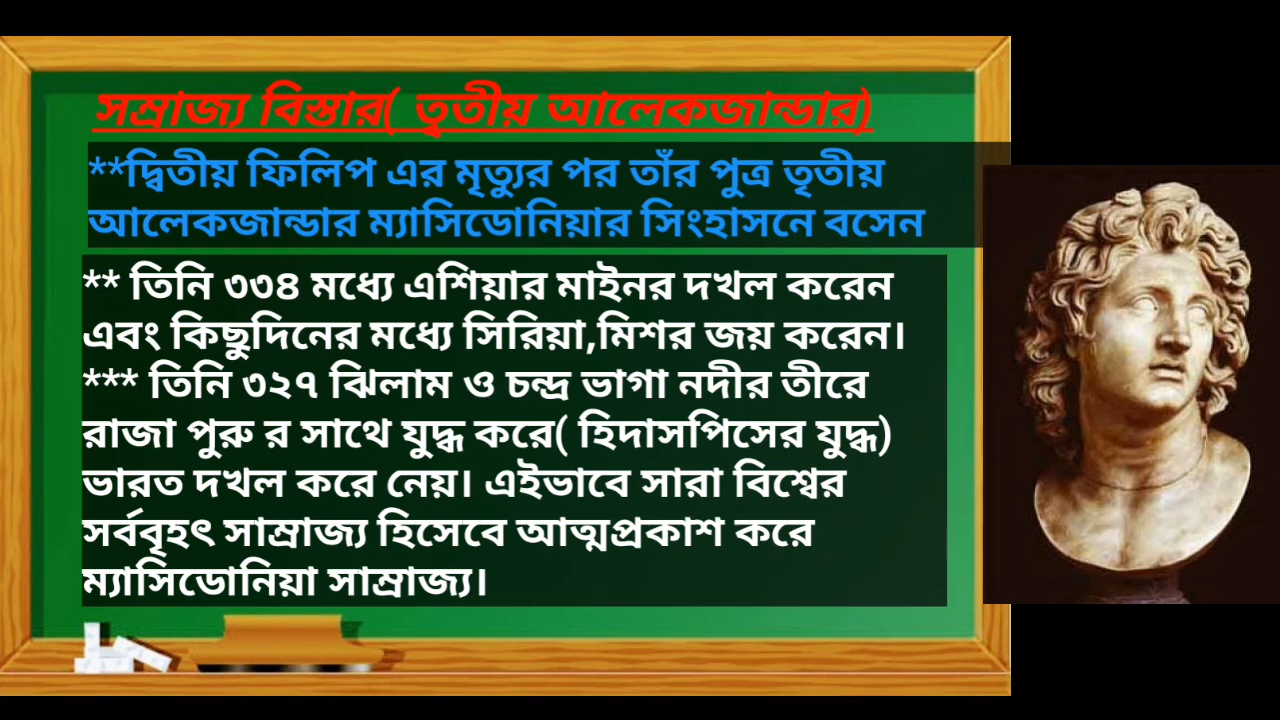 সম্রাজ্য বিস্তার( তৃতীয় আলেকজান্ডার)
**দ্বিতীয় ফিলিপ এর মৃত্যুর পর তাঁর পুত্র তৃতীয়
আলেকজান্ডার ম্যাসিডোনিয়ার সিংহাসনে বসেন
** তিনি ৩৩৪ মধ্যে এশিয়ার মাইনর দখল করেন
এবং কিছুদিনের মধ্যে সিরিয়া,মিশর জয় করেন।
*** তিনি ৩২৭ ঝিলাম ও চন্দ্র ভাগা নদীর তীরে
রাজা পুরু র সাথে যুদ্ধ করে( হিদাসপিসের যুদ্ধ)
ভারত দখল করে নেয়। এইভাবে সারা বিশ্বের
সর্ববৃহৎ সাম্রাজ্য হিসেবে আত্মপ্রকাশ করে
ম্যাসিডোনিয়া সাম্রাজ্য।